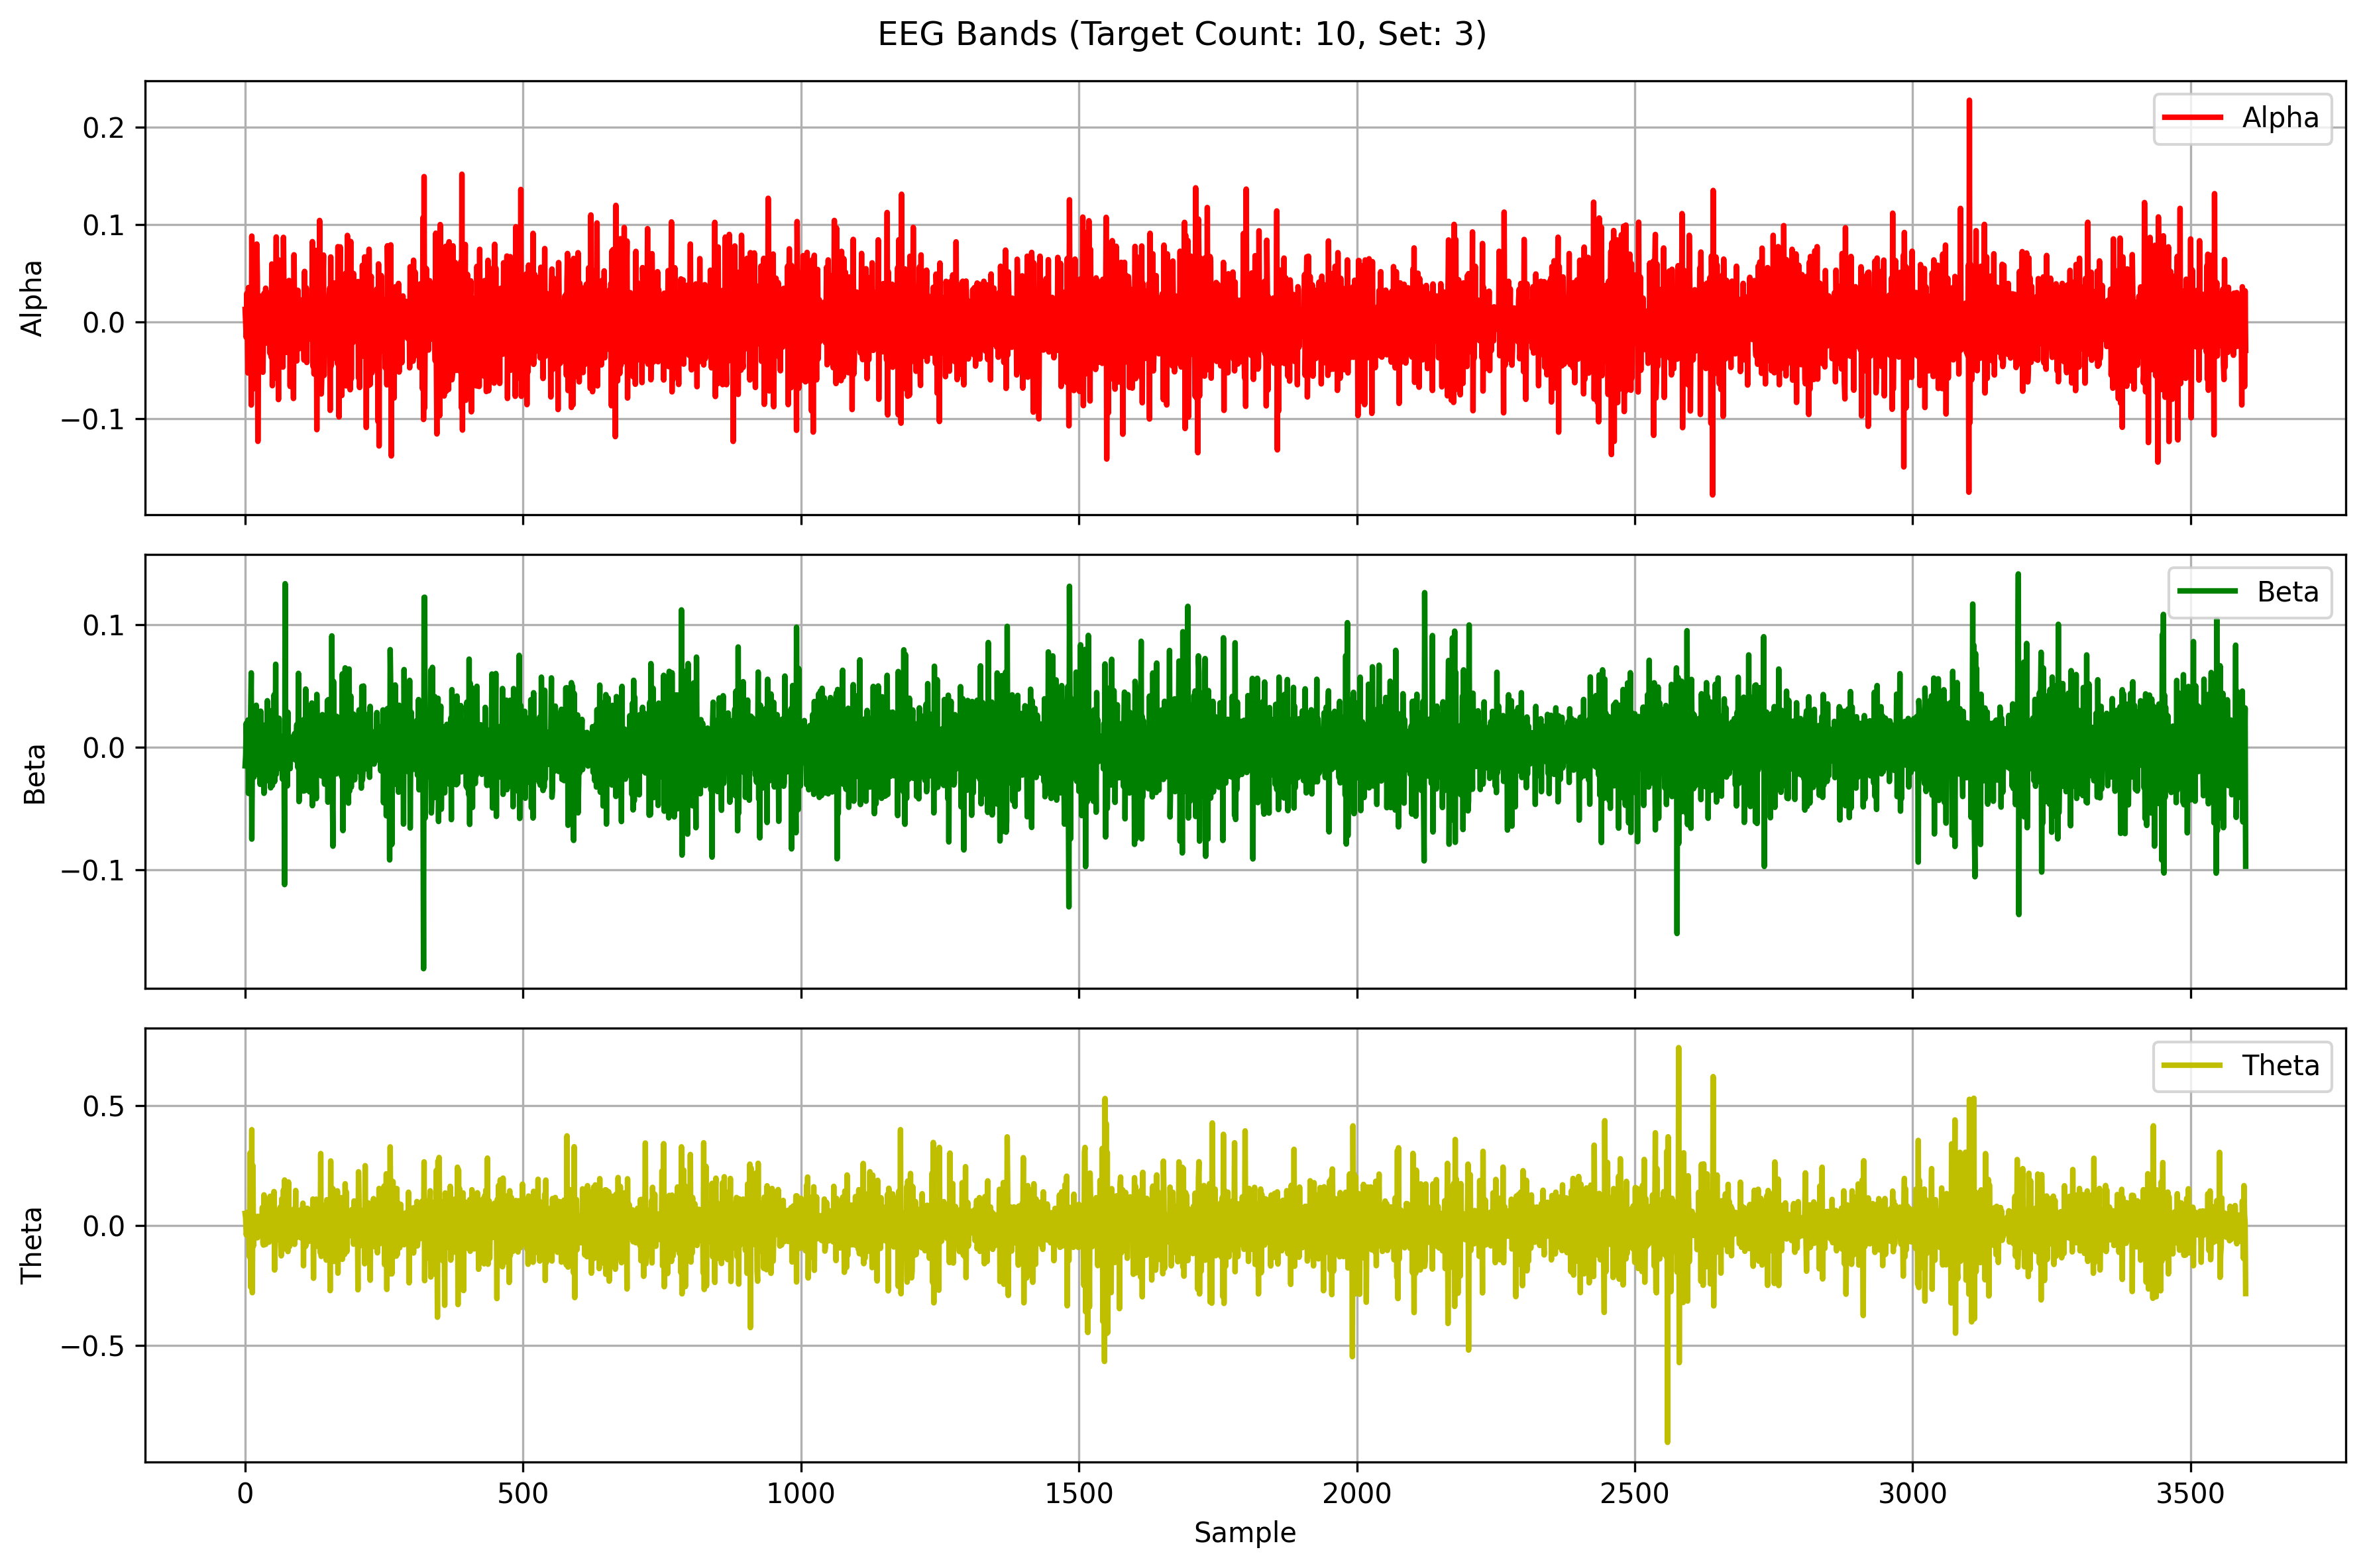 EEG Bands (Target Count: 10, Set: 3)
Alpha
0.2
0.1
0.0
−0.1
Alpha
Beta
0.1
0.0
−0.1
Beta
Theta
0.5
0.0
−0.5
Theta
0 500 1000 1500 2000 2500 3000 3500
Sample